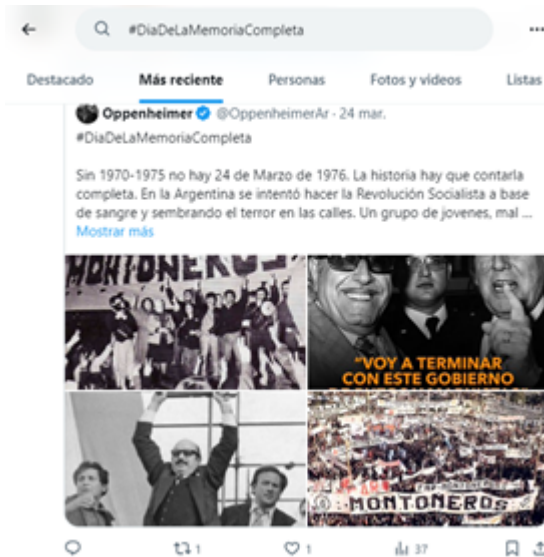 #DiaDeLaMemoriaCompleta
Destacado Más reciente Personas Fotos y videos Listas
Oppenheimer @OppenheimerAr · 24 mar.
#DiaDeLaMemoriaCompleta
Sin 1970-1975 no hay 24 de Marzo de 1976. La historia hay que contarla
completa. En la Argentina se intentó hacer la Revolución Socialista a base
de sangre y sembrando el terror en las calles. Un grupo de jovenes, mal ...
Mostrar más
MONTONEROS
"VOY A TERMINAR
CON ESTE GOBIERNO
MONTONEROS
1 1 37